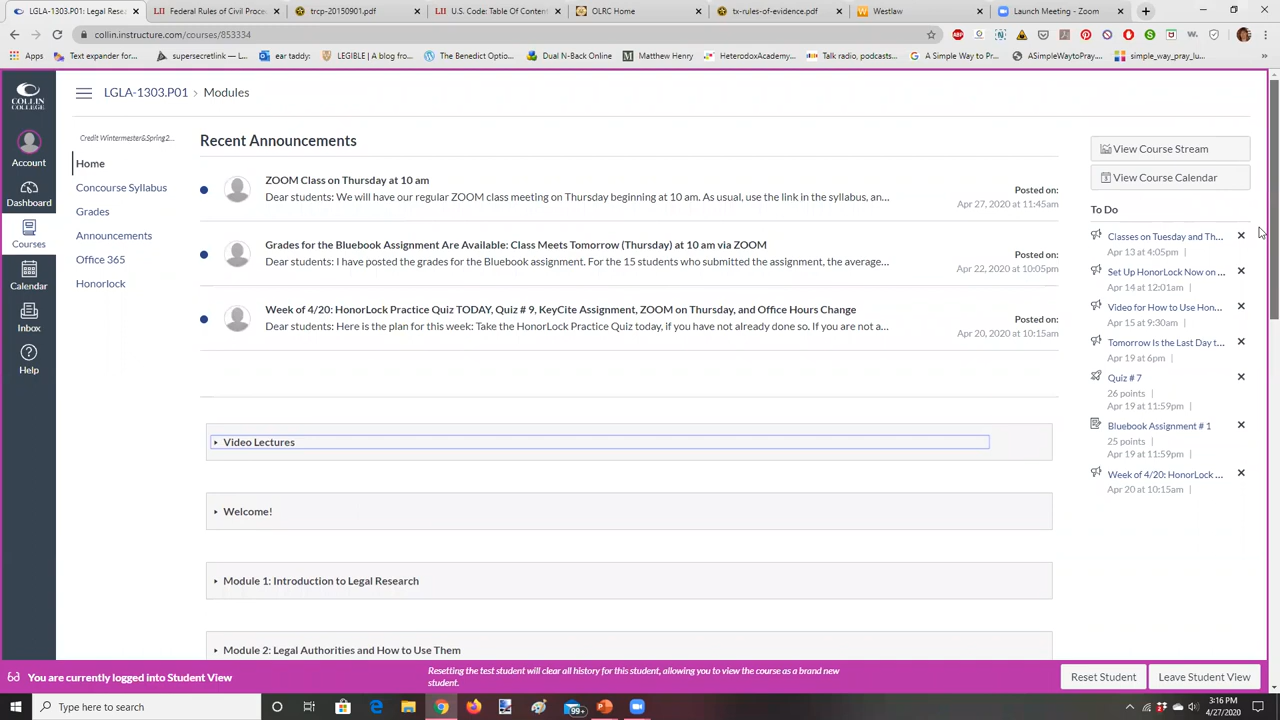 LGLA-1303.P01: Legal Rese
Federal Rules of Civil Proce
trcp-20150901.pdf
U.S. Code: Table Of Content
OLRC Home
tx-rules-of-evidence.pdf
Westlaw
Launch Meeting - Zoom
collin.instructure.com/courses/853334
Apps
Text expander for...
supersecretlink...
ear taddy:
LEGIBLE | A blog fro...
The Benedict Optio...
Dual N-Back Online
Matthew Henry
HeterodoxAcademy...
Talk radio, podcasts...
A Simple Way to Pr...
ASimpleWaytoPray...
simple_way_pray_lu...
COLLIN
COLLEGE
Account
Dashboard
Courses
Calendar
Inbox
Help
LGLA-1303.P01 › Modules
Credit Wintermester&Spring2...
Home
Concourse Syllabus
Grades
Announcements
Office 365
Honorlock
Recent Announcements
ZOOM Class on Thursday at 10 am
Dear students: We will have our regular ZOOM class meeting on Thursday beginning at 10 am. As usual, use the link in the syllabus, an...
Posted on:
Apr 27, 2020 at 11:45am
Grades for the Bluebook Assignment Are Available: Class Meets Tomorrow (Thursday) at 10 am via ZOOM
Dear students: I have posted the grades for the Bluebook assignment. For the 15 students who submitted the assignment, the average...
Posted on:
Apr 22, 2020 at 10:05pm
Week of 4/20: HonorLock Practice Quiz TODAY, Quiz # 9, KeyCite Assignment, ZOOM on Thursday, and Office Hours Change
Dear students: Here is the plan for this week: Take the HonorLock Practice Quiz today, if you have not already done so. If you are not a...
Posted on:
Apr 20, 2020 at 10:15am
Video Lectures
Welcome!
Module 1: Introduction to Legal Research
Module 2: Legal Authorities and How to Use Them
View Course Stream
View Course Calendar
To Do
Classes on Tuesday and Th...
Apr 13 at 4:05pm |
Set Up HonorLock Now on ...
Apr 14 at 12:01am |
Video for How to Use Hon...
Apr 15 at 9:30am |
Tomorrow Is the Last Day t...
Apr 19 at 6pm |
Quiz # 7
26 points |
Apr 19 at 11:59pm |
Bluebook Assignment # 1
25 points |
Apr 19 at 11:59pm |
Week of 4/20: HonorLock ...
Apr 20 at 10:15am |
You are currently logged into Student View
Resetting the test student will clear all history for this student, allowing you to view the course as a brand new
student.
Reset Student
Leave Student View
Type here to search
99+
3:16 PM
4/27/2020